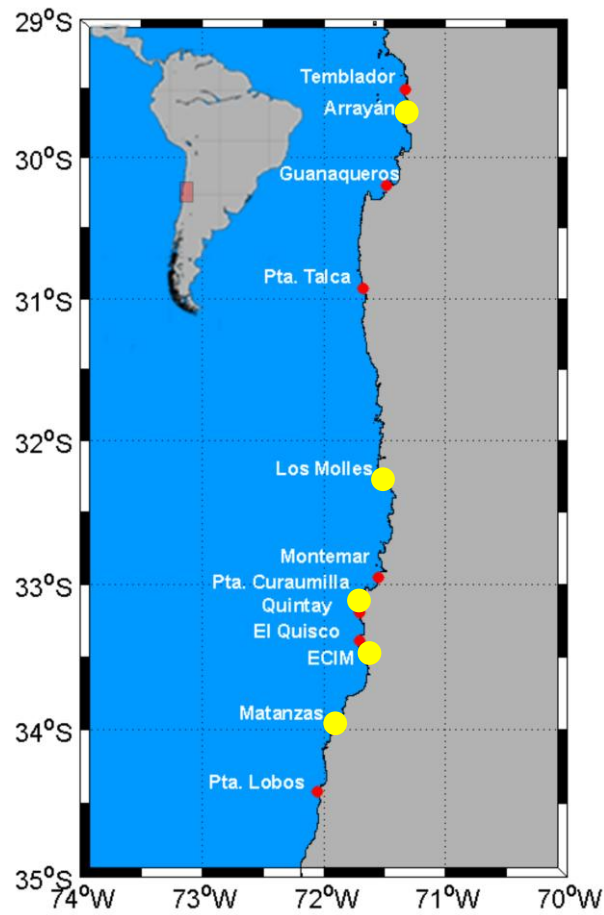 29°S
Temblador
Arrayán
30°S
Guanaqueros
Pta. Talca
31°S
32°S
Los Molles
Montemar
Pta. Curaumilla
33°S
Quintay
El Quisco
ECIM
Matanzas
34°S
Pta. Lobos
35°S
74°W 73°W 72°W 71°W 70°W